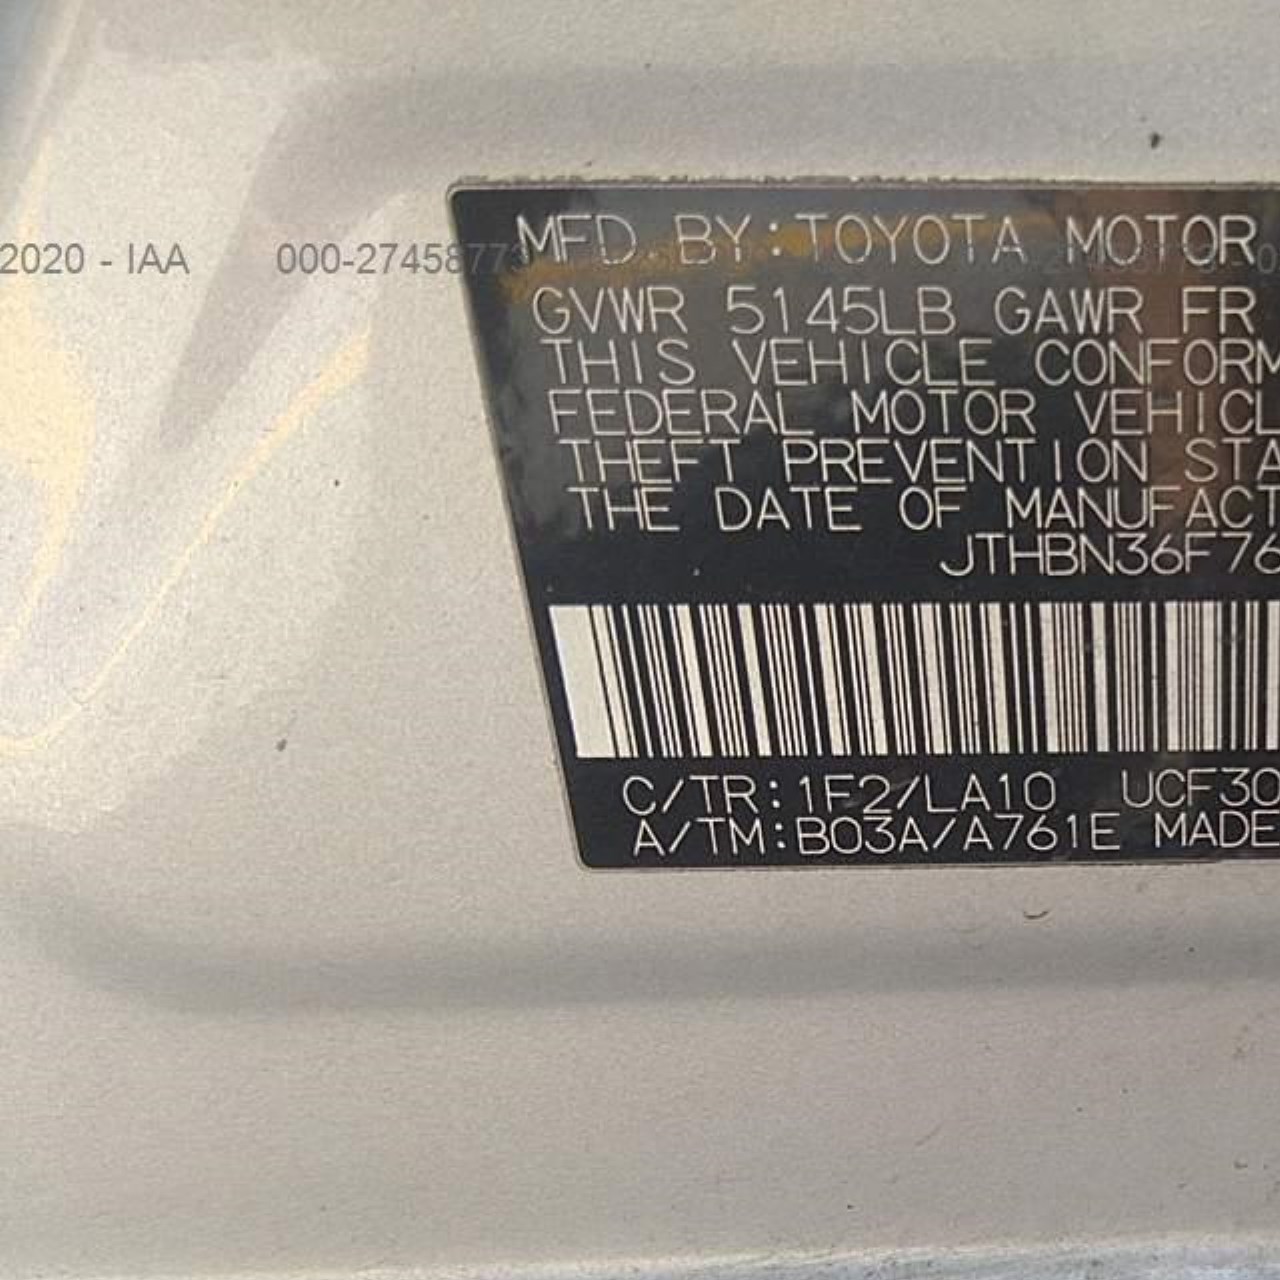 2020 - IAA 000-27458773
MFD. BY:TOYOTA MOTOR
GVWR 5145LB GAWR FR
THIS VEHICLE CONFORM
FEDERAL MOTOR VEHICL
THEFT PREVENTION STA
THE DATE OF MANUFACT
JTHBN36F76
C/TR:1F2/LA10 UCF30
A/TM:B03A/A761E MADE